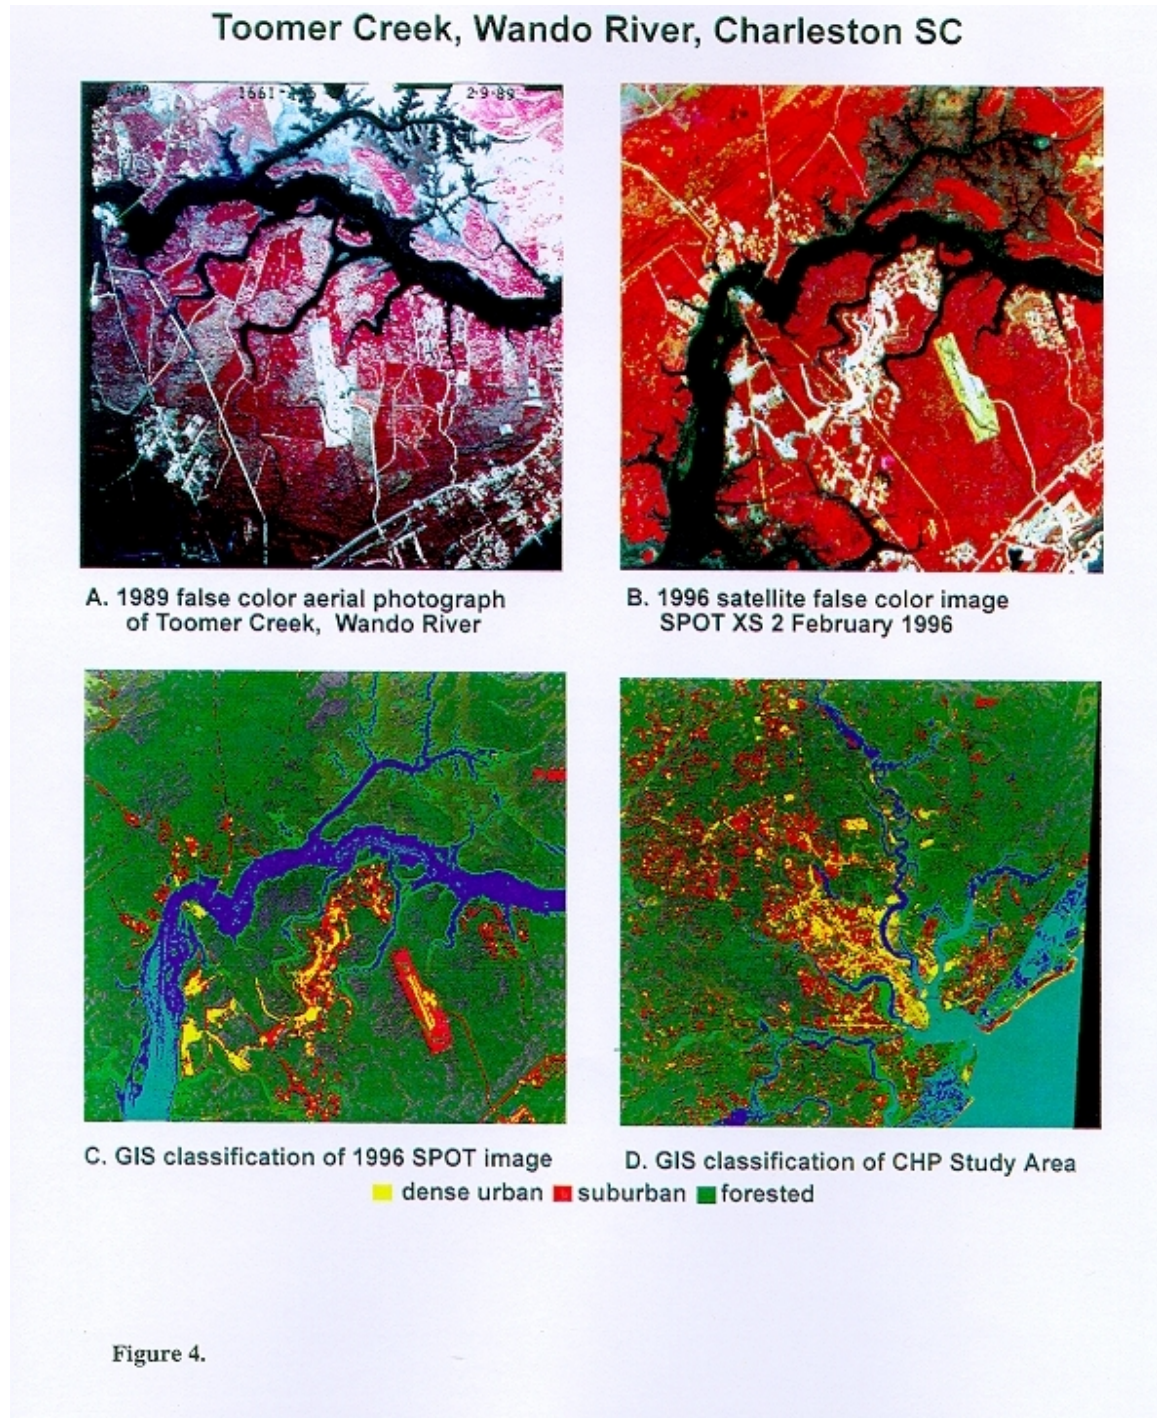 Toomer Creek, Wando River, Charleston SC
NAPP 2-9-89
A. 1989 false color aerial photograph
of Toomer Creek, Wando River
B. 1996 satellite false color image
SPOT XS 2 February 1996
C. GIS classification of 1996 SPOT image
D. GIS classification of CHP Study Area
dense urban suburban forested
Figure 4.